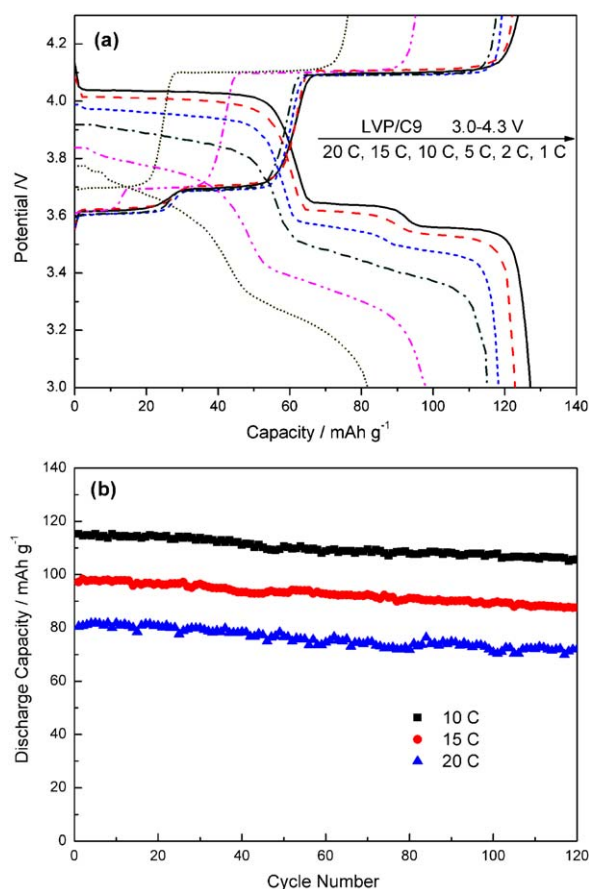 (a)
4.2
4.0
3.8
3.6
3.4
3.2
3.0
Potential /V
LVP/C9 3.0-4.3 V
20 C, 15 C, 10 C, 5 C, 2 C, 1 C
0 20 40 60 80 100 120 140
Capacity / mAh g⁻¹
(b)
140
120
100
80
60
40
20
0
Discharge Capacity / mAh g⁻¹
10 C
15 C
20 C
0 20 40 60 80 100 120
Cycle Number